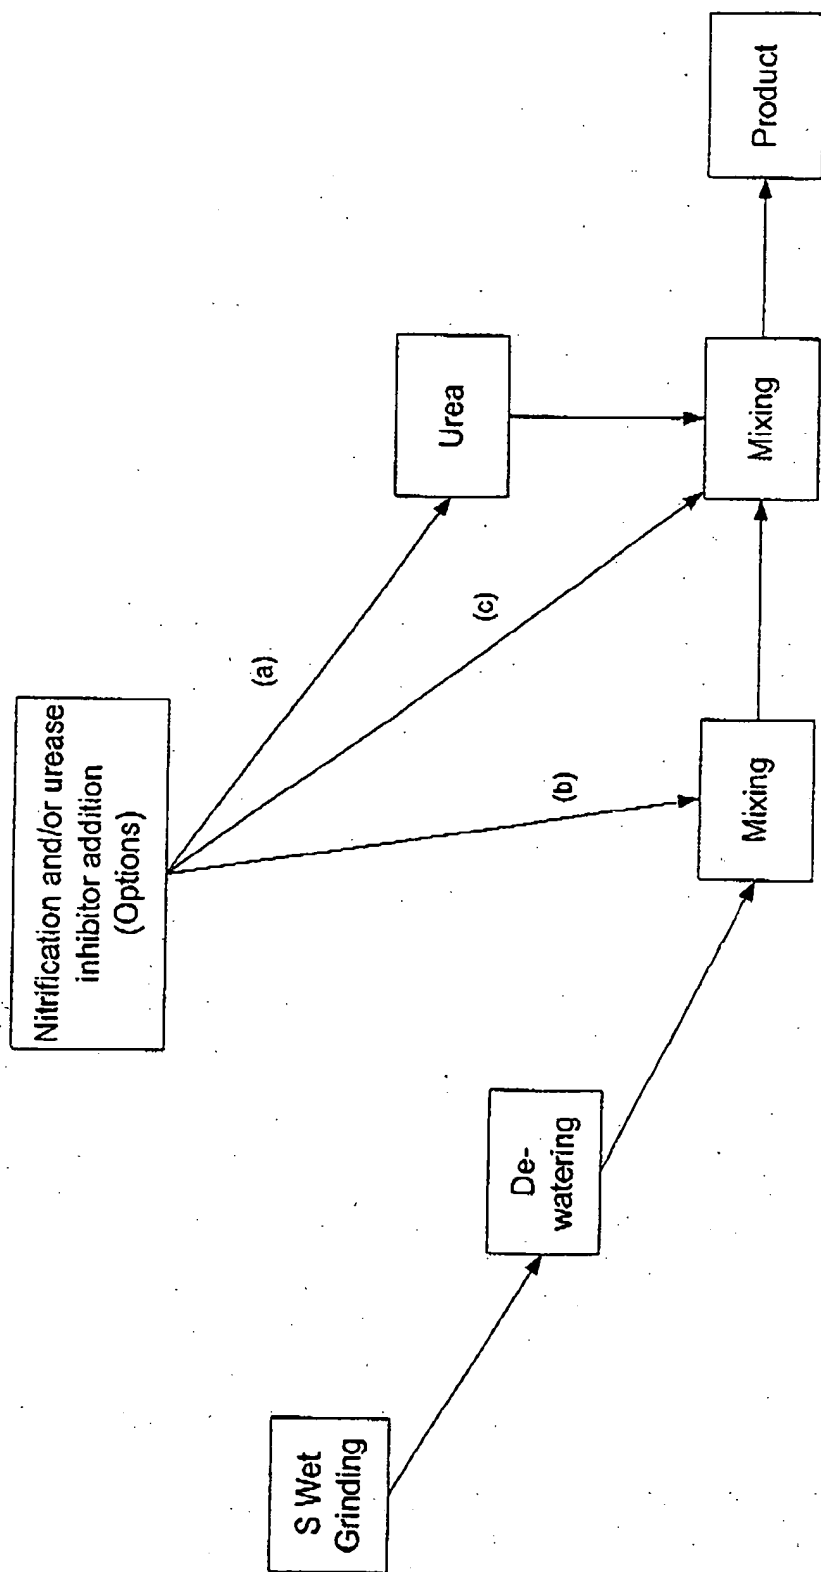 Nitrification and/or urease
inhibitor addition
(Options)
(a)
(c)
(b)
Urea
S Wet
Grinding
De-
watering
Mixing
Mixing
Product